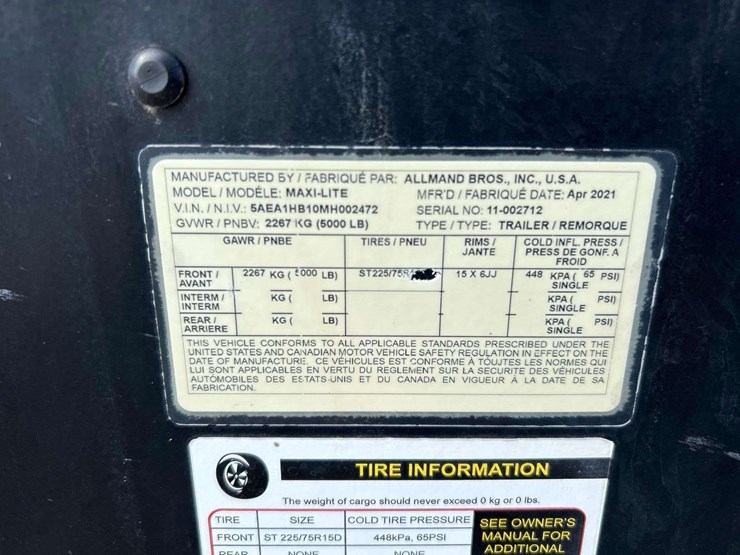 MANUFACTURED BY / FABRIQUÉ PAR: ALLMAND BROS., INC., U.S.A.
MODEL / MODÈLE: MAXI-LITE MFR'D / FABRIQUÉ DATE: Apr 2021
V.I.N. / N.I.V.: 5AEA1HB10MH002472 SERIAL NO: 11-002712
GVWR / PNBV: 2267 KG (5000 LB) TYPE / TYPE: TRAILER / REMORQUE
GAWR / PNBE TIRES / PNEU RIMS / JANTE COLD INFL. PRESS / PRESS DE GONF. A FROID
FRONT / AVANT 2267 KG ( 000 LB) ST225/75R 15 X 6JJ 448 KPA ( 65 PSI) SINGLE
INTERM / INTERM KG ( LB) KPA ( PSI) SINGLE
REAR / ARRIERE KG ( LB) KPA ( PSI) SINGLE
THIS VEHICLE CONFORMS TO ALL APPLICABLE STANDARDS PRESCRIBED UNDER THE
UNITED STATES AND CANADIAN MOTOR VEHICLE SAFETY REGULATION IN EFFECT ON THE
DATE OF MANUFACTURE. CE VÉHICULES EST CONFORME À TOUTES LES NORMES QUI
LUI SONT APPLICABLES EN VERTU DU REGLEMENT SUR LA SECURITE DES VÉHICULES
AUTOMOBILES DES ESTATS-UNIS ET DU CANADA EN VIGUEUR À LA DATE DE SA
FABRICATION.
TIRE INFORMATION
The weight of cargo should never exceed 0 kg or 0 lbs.
TIRE SIZE COLD TIRE PRESSURE SEE OWNER'S
FRONT ST 225/75R15D 448kPa, 65PSI MANUAL FOR
REAR NONE NONE ADDITIONAL